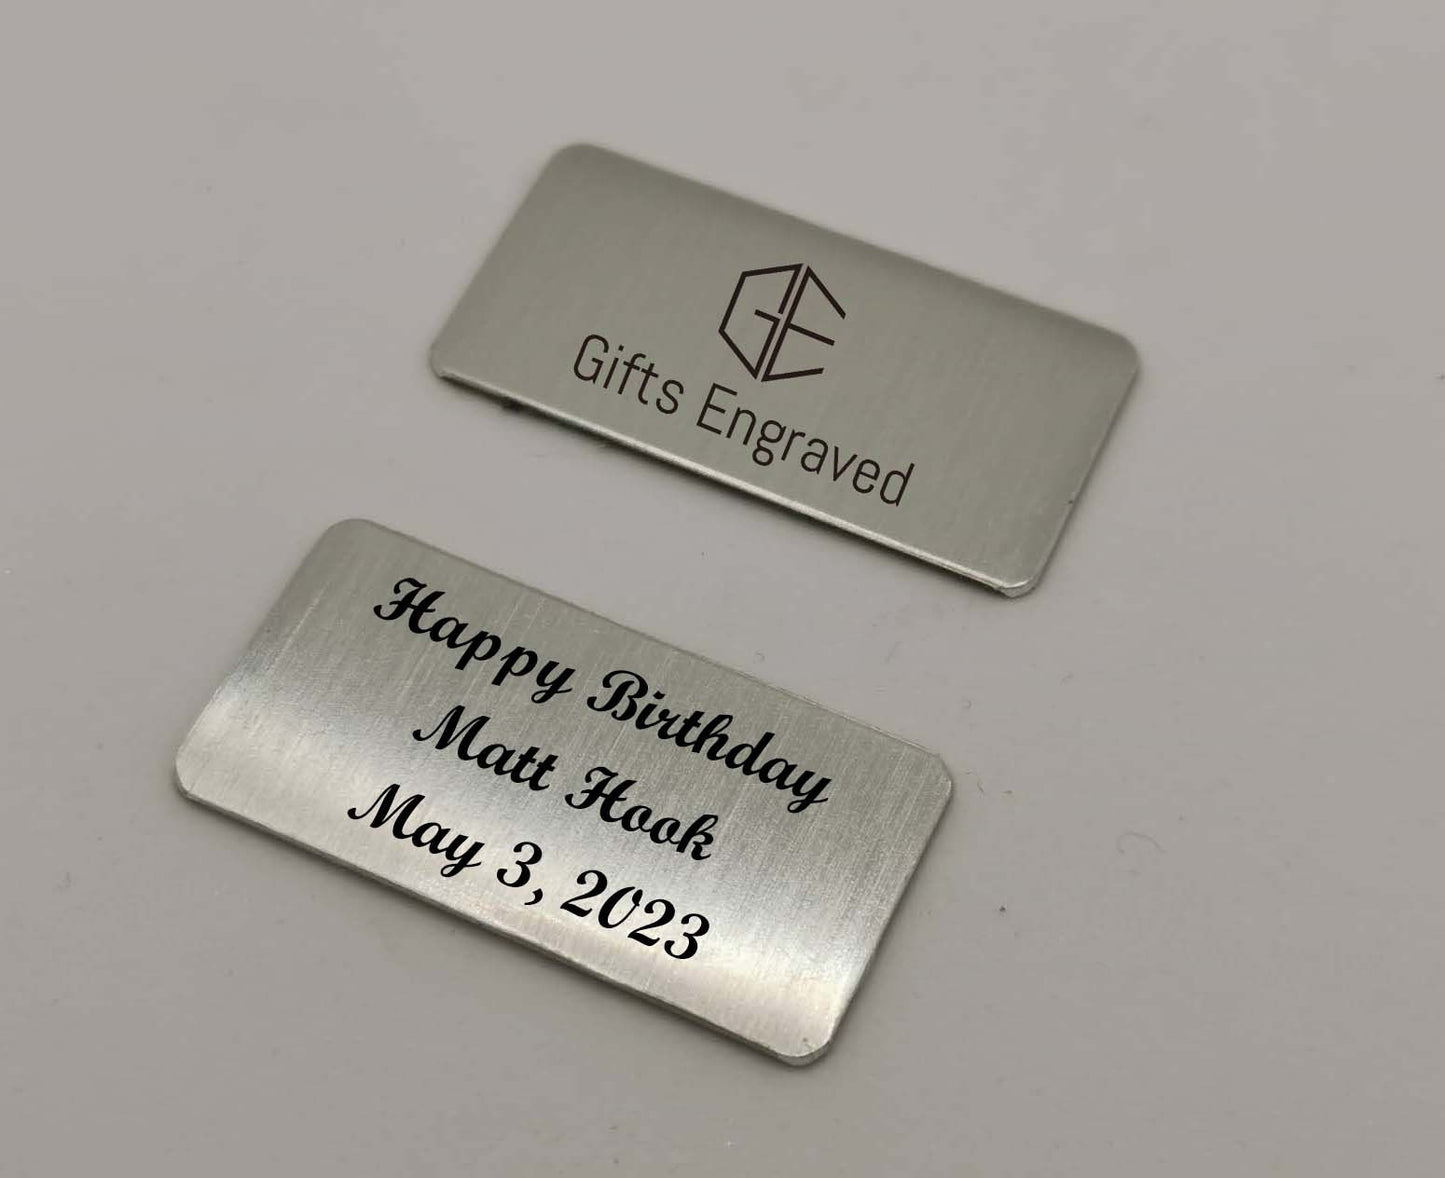 GE
Gifts Engraved
Happy Birthday
Matt Hook
May 3, 2023